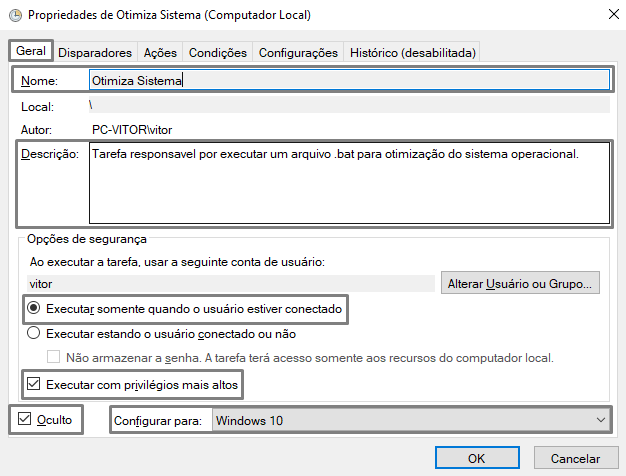 Propriedades de Otimiza Sistema (Computador Local)
Geral Disparadores Ações Condições Configurações Histórico (desabilitada)
Nome: Otimiza Sistema
Local: \
Autor: PC-VITOR\vitor
Descrição: Tarefa responsavel por executar um arquivo .bat para otimização do sistema operacional.
Opções de segurança
Ao executar a tarefa, usar a seguinte conta de usuário:
vitor Alterar Usuário ou Grupo...
Executar somente quando o usuário estiver conectado
Executar estando o usuário conectado ou não
Não armazenar a senha. A tarefa terá acesso somente aos recursos do computador local.
Executar com privilégios mais altos
Oculto Configurar para: Windows 10
OK Cancelar